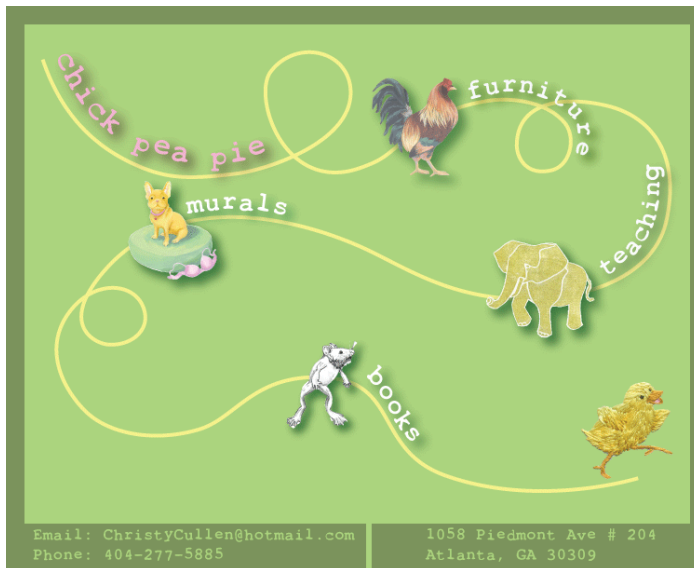 chick pea pie
furniture
teaching
murals
books
Email: ChristyCullen@hotmail.com
Phone: 404-277-5885
1058 Piedmont Ave # 204
Atlanta, GA 30309